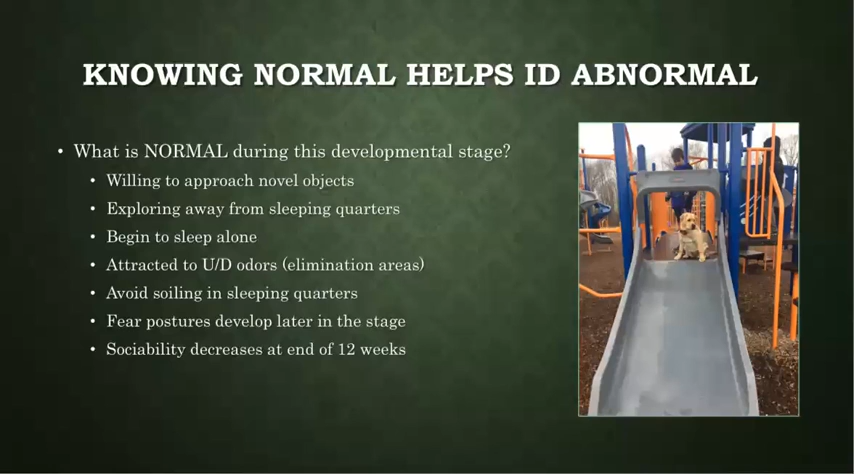 KNOWING NORMAL HELPS ID ABNORMAL
• What is NORMAL during this developmental stage?
• Willing to approach novel objects
• Exploring away from sleeping quarters
• Begin to sleep alone
• Attracted to U/D odors (elimination areas)
• Avoid soiling in sleeping quarters
• Fear postures develop later in the stage
• Sociability decreases at end of 12 weeks